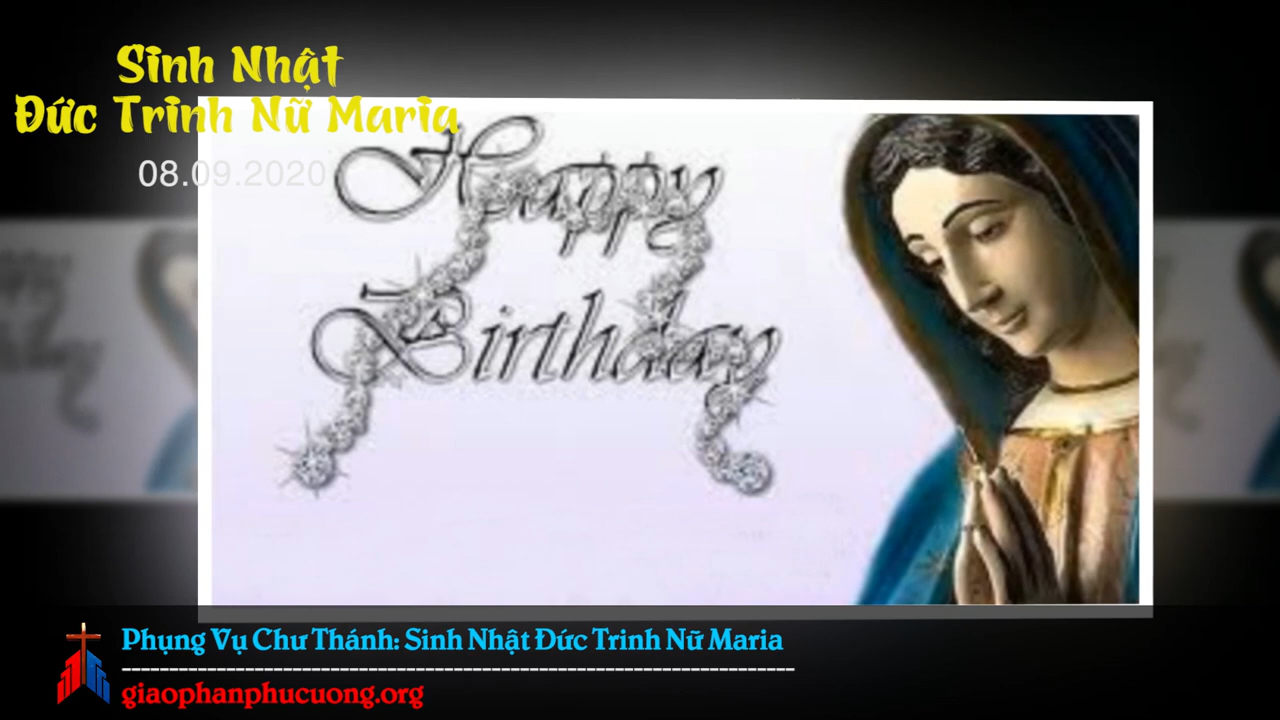 Sinh Nhật
Đức Trinh Nữ Maria
08.09.2020
Happy
Birthday
Phụng Vụ Chư Thánh: Sinh Nhật Đức Trinh Nữ Maria
giaophanphucuong.org